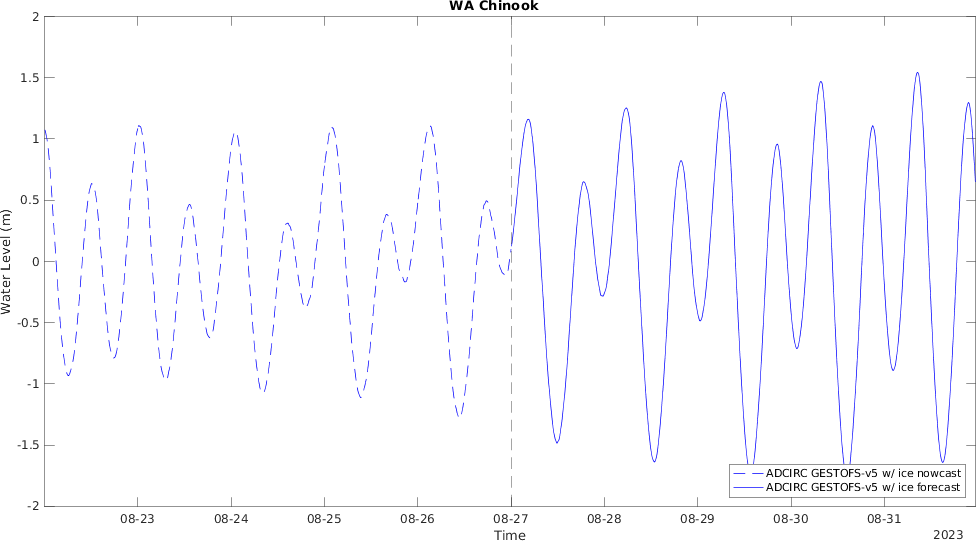 WA Chinook
2
1.5
1
0.5
0
-0.5
-1
-1.5
-2
Water Level (m)
08-23 08-24 08-25 08-26 08-27 08-28 08-29 08-30 08-31
Time
2023
ADCIRC GESTOFS-v5 w/ ice nowcast
ADCIRC GESTOFS-v5 w/ ice forecast